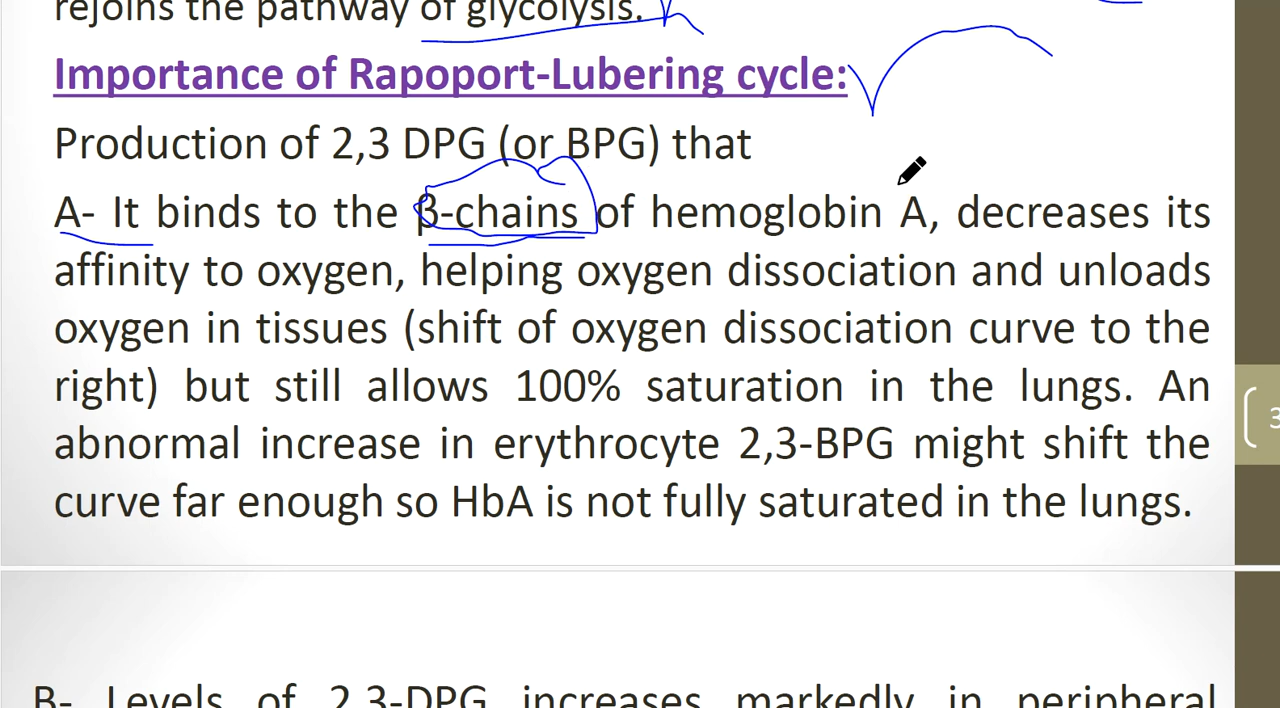 rejoins the pathway of glycolysis.
Importance of Rapoport-Lubering cycle:
Production of 2,3 DPG (or BPG) that
A- It binds to the β-chains of hemoglobin A, decreases its
affinity to oxygen, helping oxygen dissociation and unloads
oxygen in tissues (shift of oxygen dissociation curve to the
right) but still allows 100% saturation in the lungs. An
abnormal increase in erythrocyte 2,3-BPG might shift the
curve far enough so HbA is not fully saturated in the lungs.
B- Levels of 2,3-DPG increases markedly in peripheral